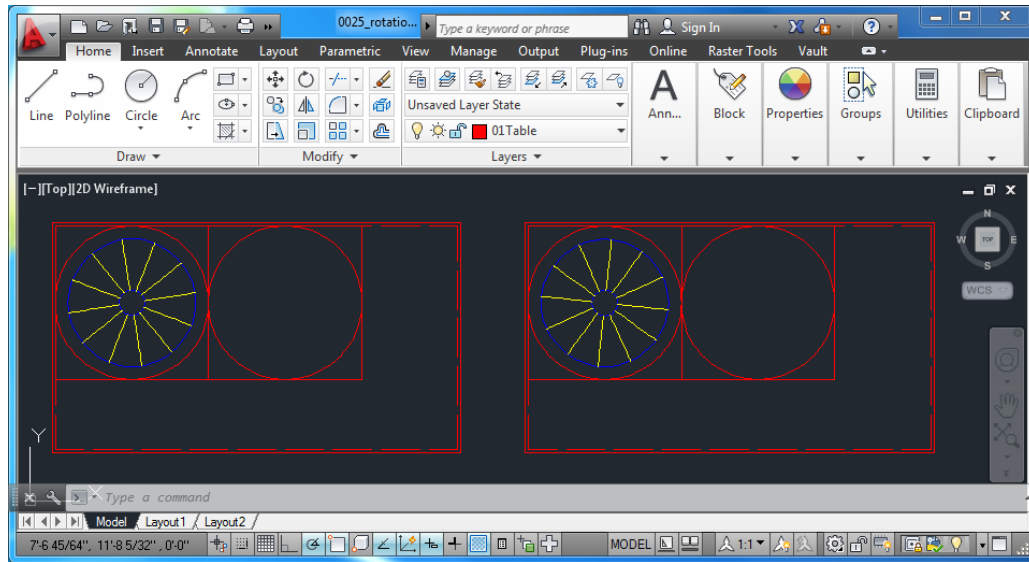 0025_rotatio... Type a keyword or phrase Sign In
Home Insert Annotate Layout Parametric View Manage Output Plug-ins Online Raster Tools Vault
Unsaved Layer State
Line Polyline Circle Arc Ann... Block Properties Groups Utilities Clipboard
01Table
Draw Modify Layers
[−][Top][2D Wireframe]
N
W TOP E
S
WCS
Y
X Type a command
Model Layout1 Layout2
7'-6 45/64", 11'-8 5/32", 0'-0" MODEL 1:1